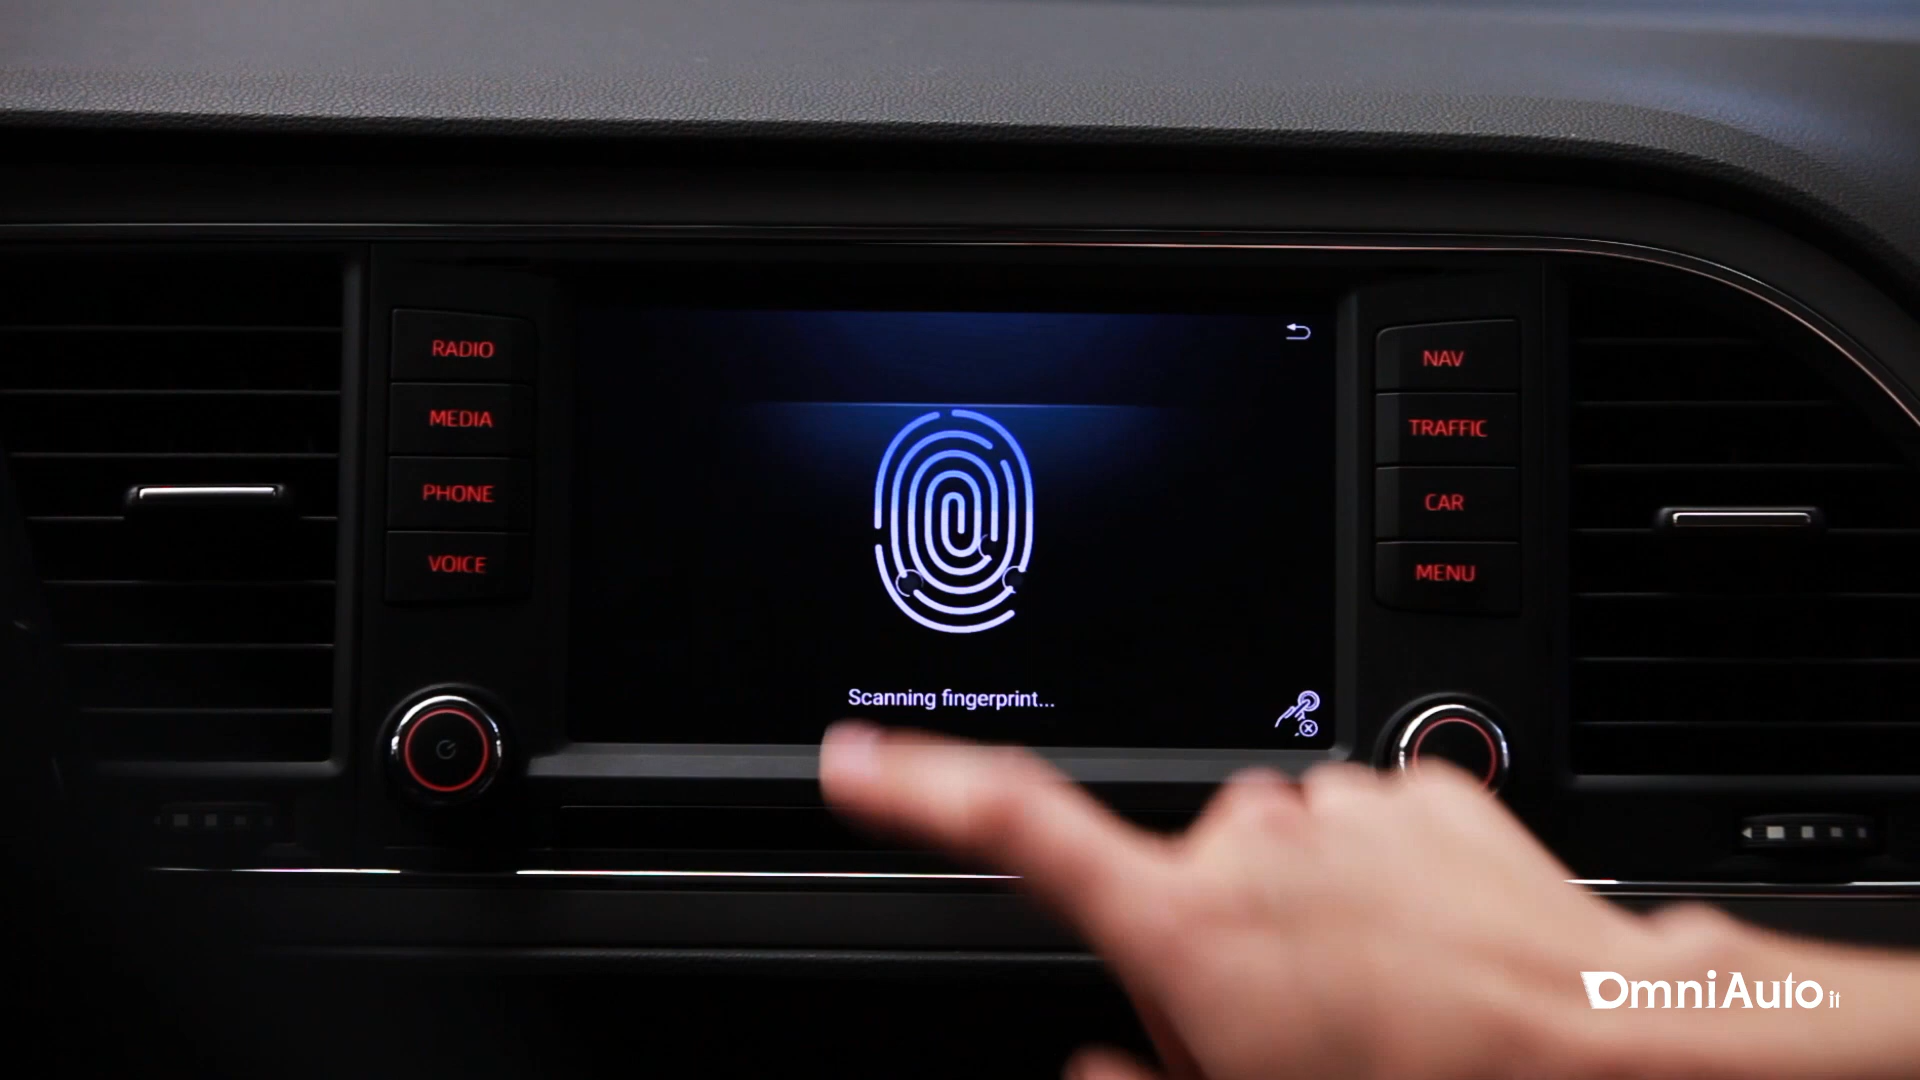 RADIO
MEDIA
PHONE
VOICE
Scanning fingerprint...
NAV
TRAFFIC
CAR
MENU
OmniAuto.it